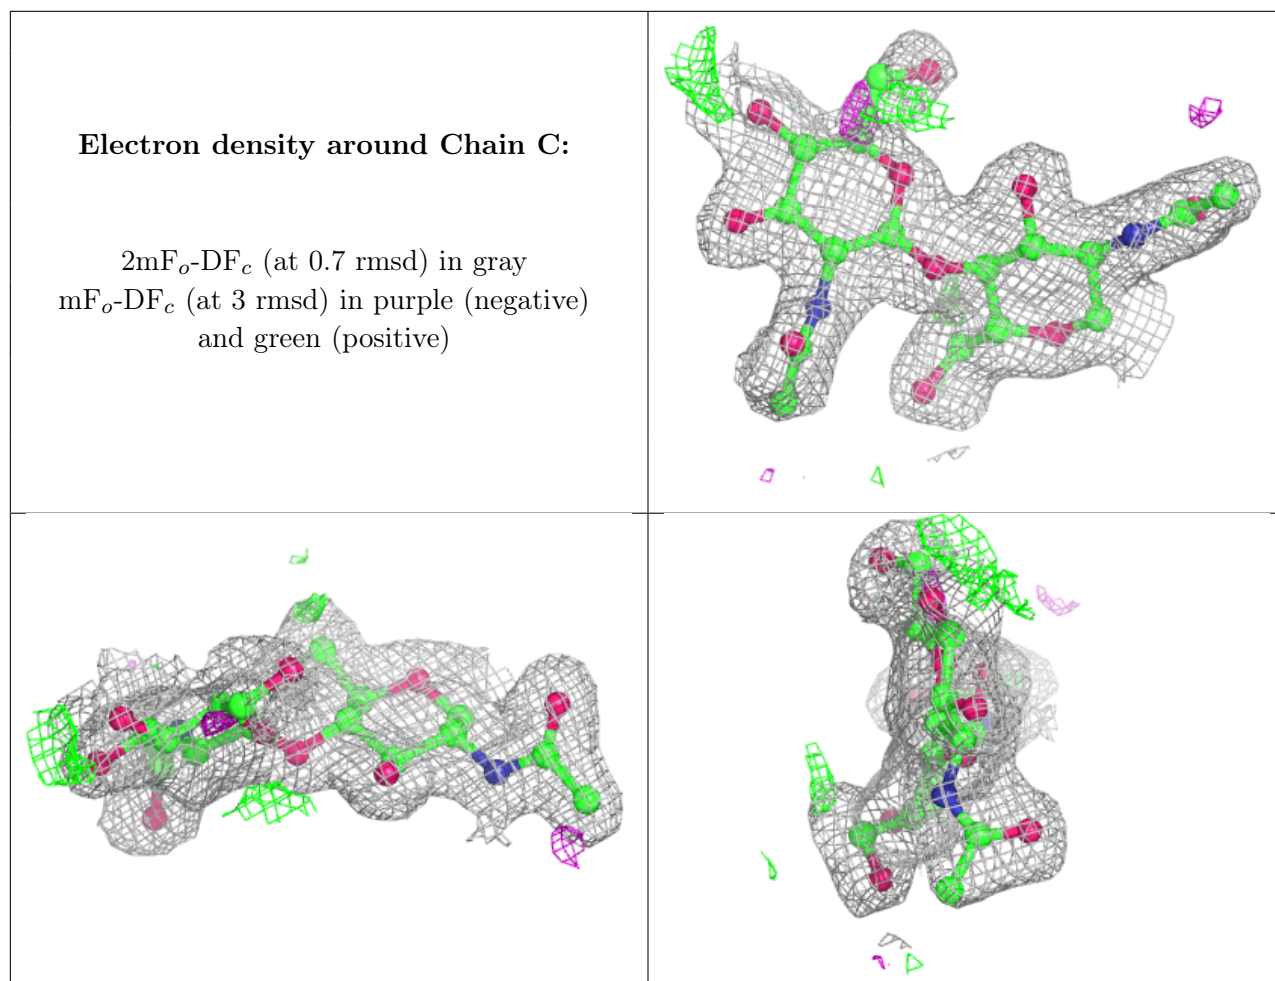 Electron density around Chain C:
2mFo-DFc (at 0.7 rmsd) in gray
mFo-DFc (at 3 rmsd) in purple (negative)
and green (positive)